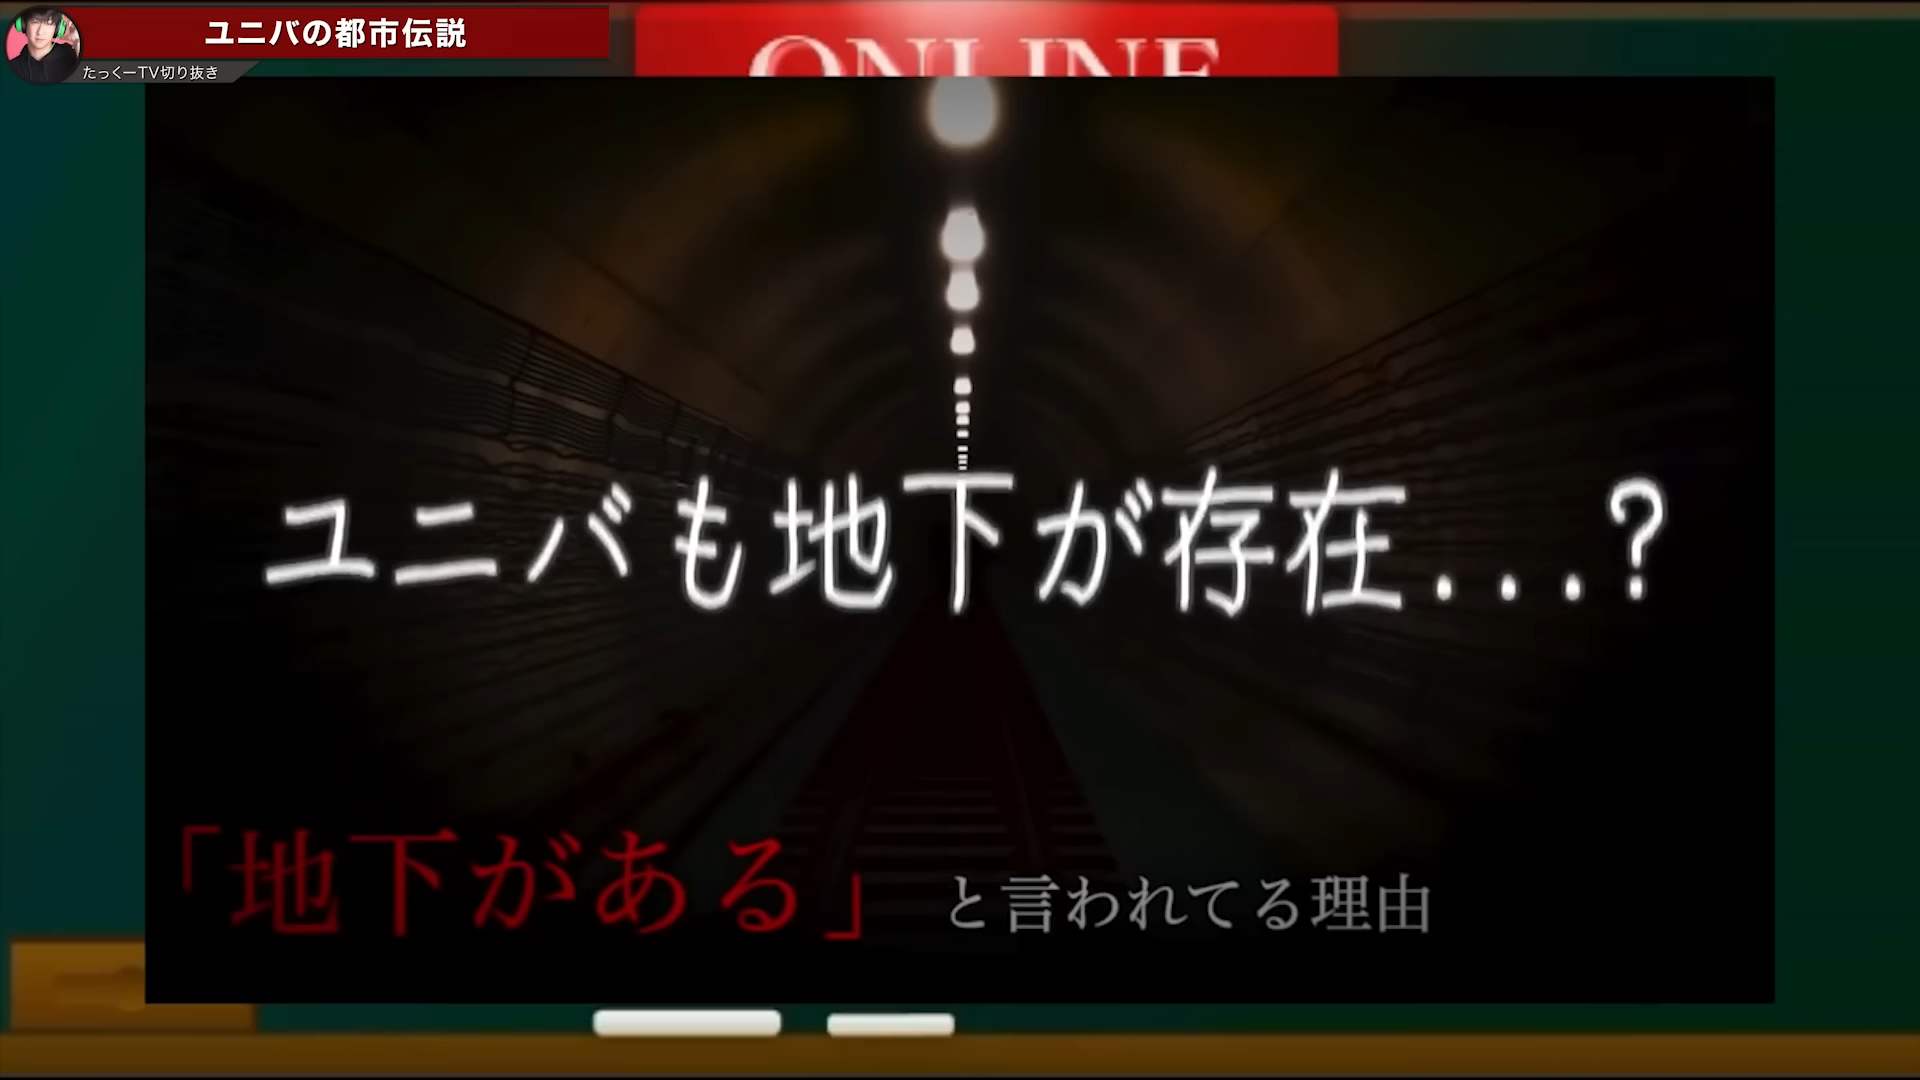 ユニバの都市伝説
たっくーTV切り抜き
ONLINE
ユニバも地下が存在...?
「地下がある」と言われてる理由